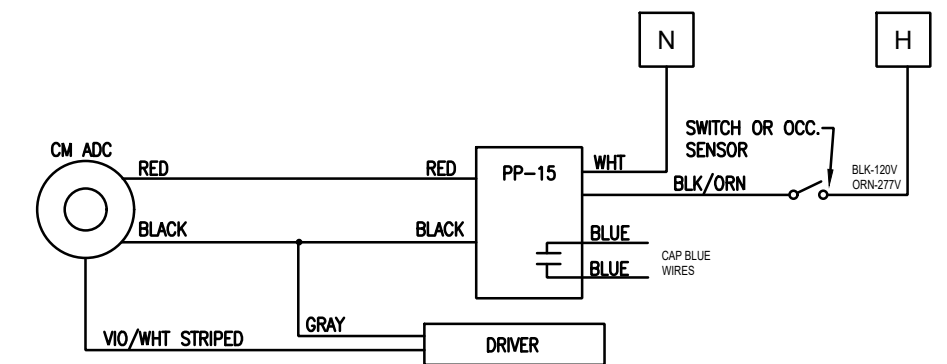 N
H
SWITCH OR OCC.
SENSOR
CM ADC
RED
RED
PP-15
WHT
BLK/ORN
BLK-120V
ORN-277V
BLACK
BLACK
BLUE
BLUE
CAP BLUE
WIRES
GRAY
VIO/WHT STRIPED
DRIVER